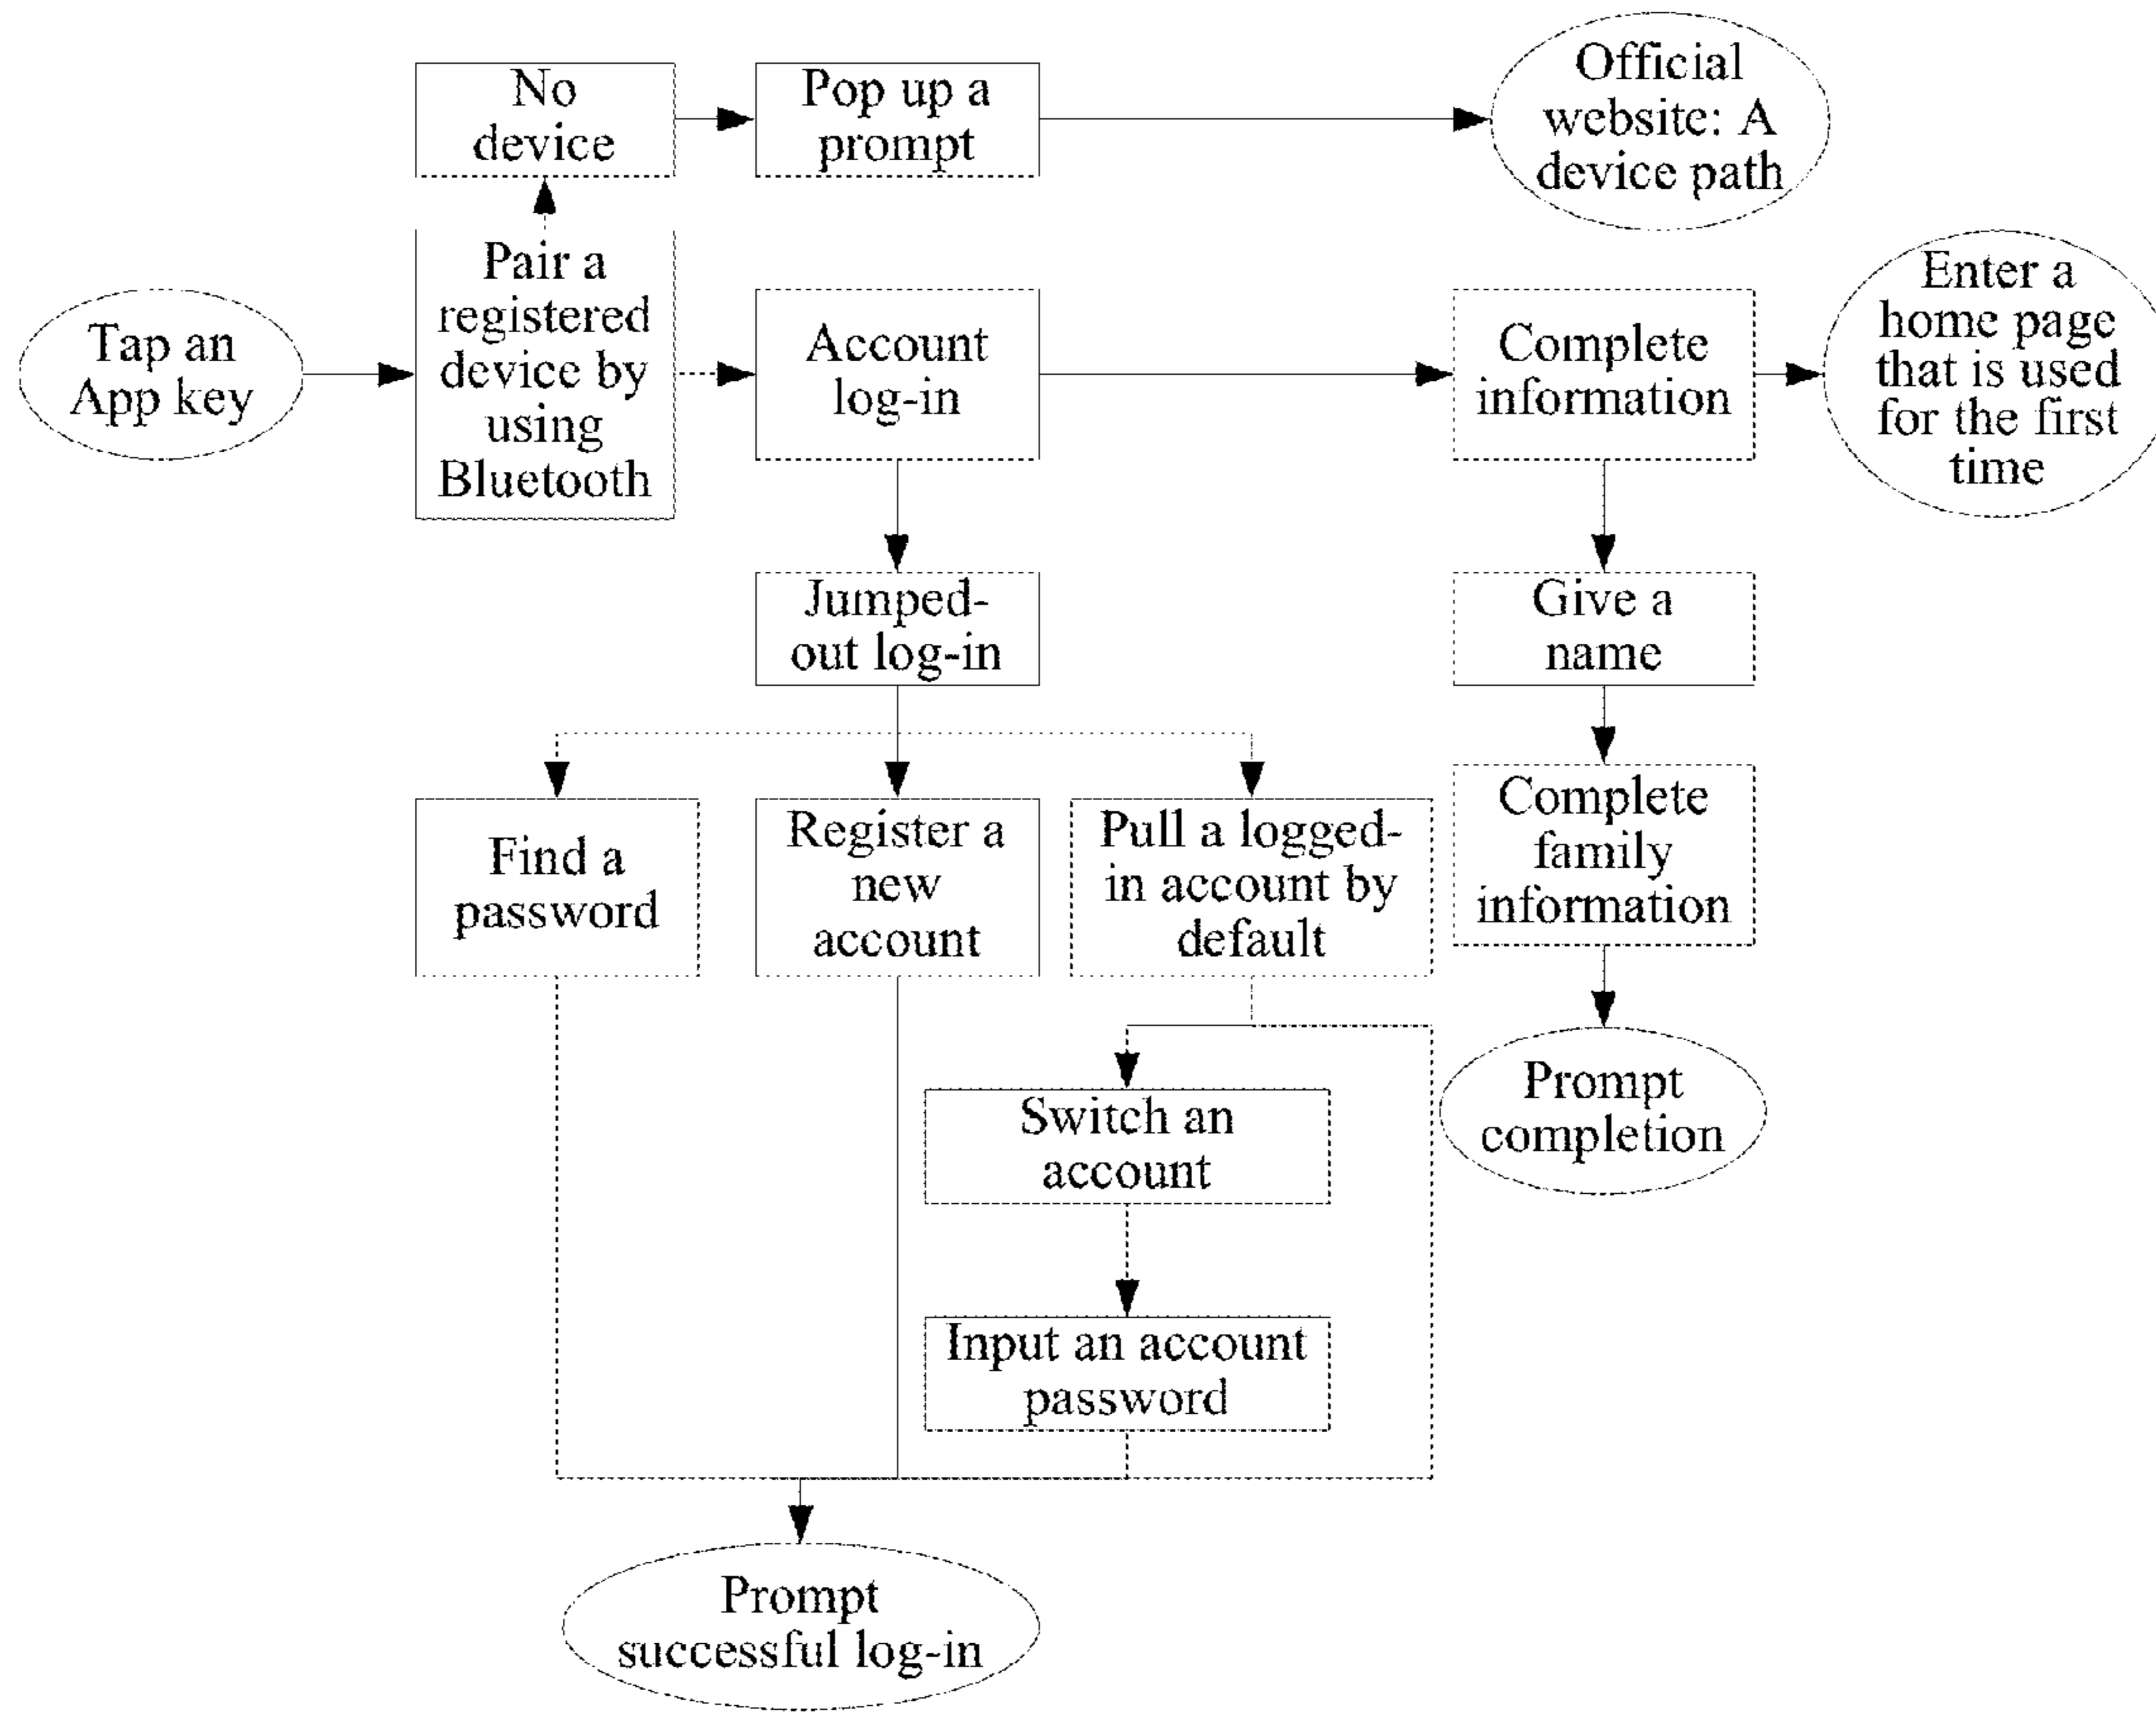 No
device
Pop up a
prompt
Official
website: A
device path
Tap an
App key
Pair a
registered
device by
using
Bluetooth
Account
log-in
Complete
information
Enter a
home page
that is used
for the first
time
Jumped-
out log-in
Give a
name
Find a
password
Register a
new
account
Pull a logged-
in account by
default
Complete
family
information
Switch an
account
Prompt
completion
Input an account
password
Prompt
successful log-in